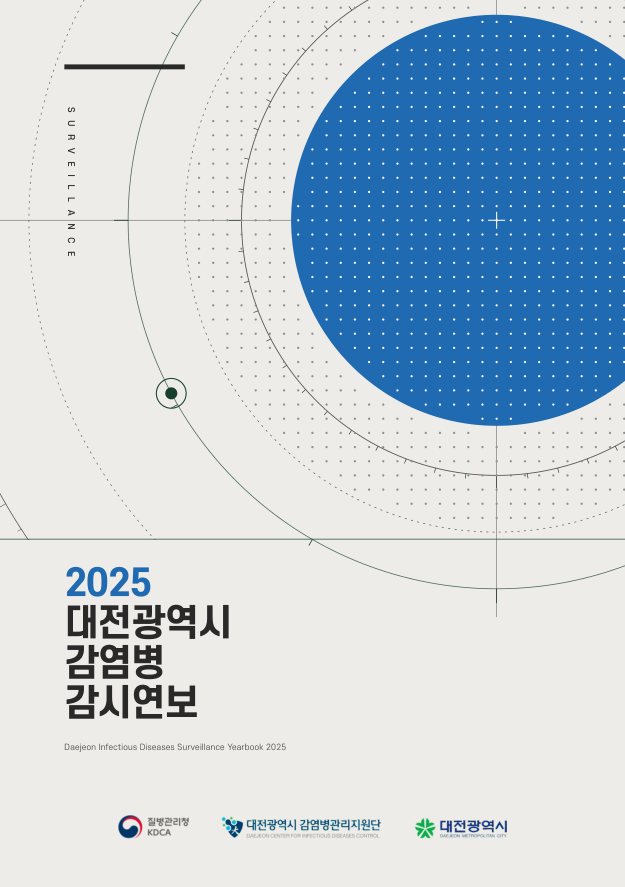 SURVEILLANCE
2025
대전광역시
감염병
감시연보
Daejeon Infectious Diseases Surveillance Yearbook 2025
질병관리청
KDCA
대전광역시 감염병관리지원단
DAEJEON CENTER FOR INFECTIOUS DISEASES CONTROL
대전광역시
DAEJEON METROPOLITAN CITY